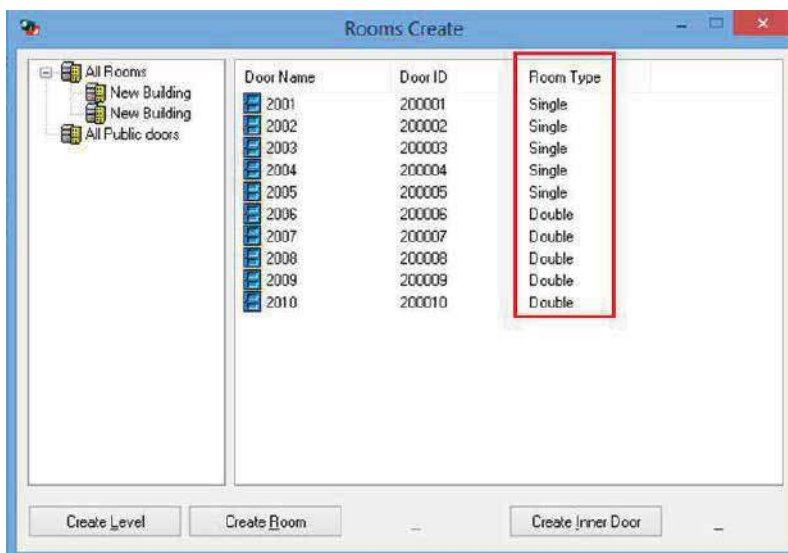 Rooms Create
All Rooms
New Building
New Building
All Public doors
Door Name Door ID Room Type
2001 200001 Single
2002 200002 Single
2003 200003 Single
2004 200004 Single
2005 200005 Single
2006 200006 Double
2007 200007 Double
2008 200008 Double
2009 200009 Double
2010 200010 Double
Create Level Create Room Create Inner Door